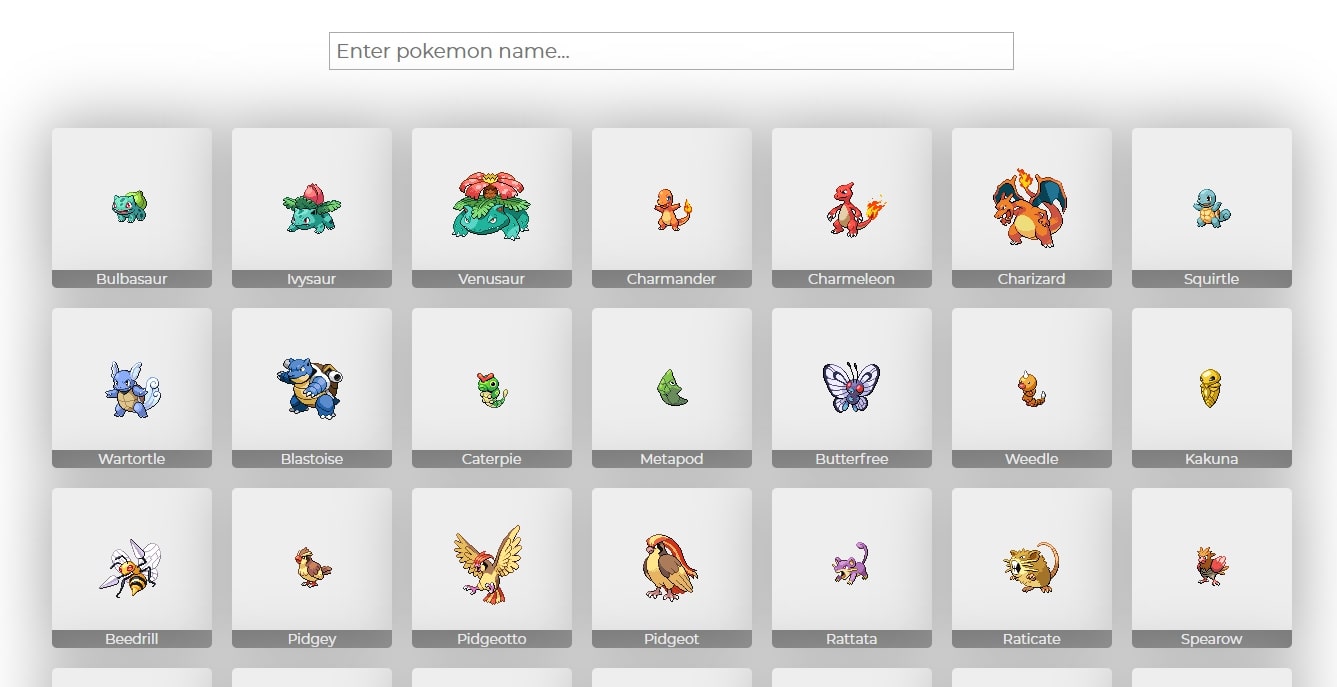 Enter pokemon name...
Bulbasaur
Ivysaur
Venusaur
Charmander
Charmeleon
Charizard
Squirtle
Wartortle
Blastoise
Caterpie
Metapod
Butterfree
Weedle
Kakuna
Beedrill
Pidgey
Pidgeotto
Pidgeot
Rattata
Raticate
Spearow